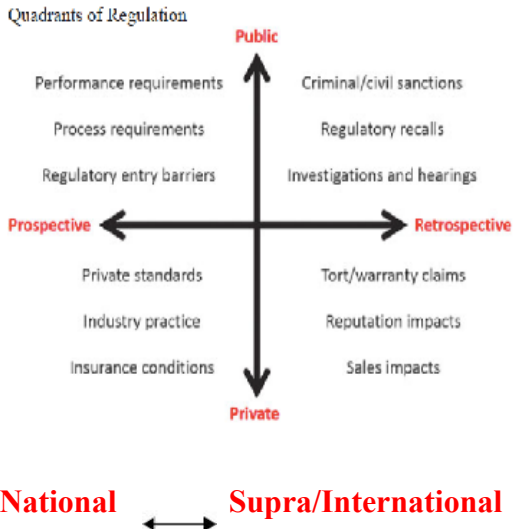 Quadrants of Regulation
Public
Performance requirements
Criminal/civil sanctions
Process requirements
Regulatory recalls
Regulatory entry barriers
Investigations and hearings
Prospective
Retrospective
Private standards
Tort/warranty claims
Industry practice
Reputation impacts
Insurance conditions
Sales impacts
Private
National
Supra/International